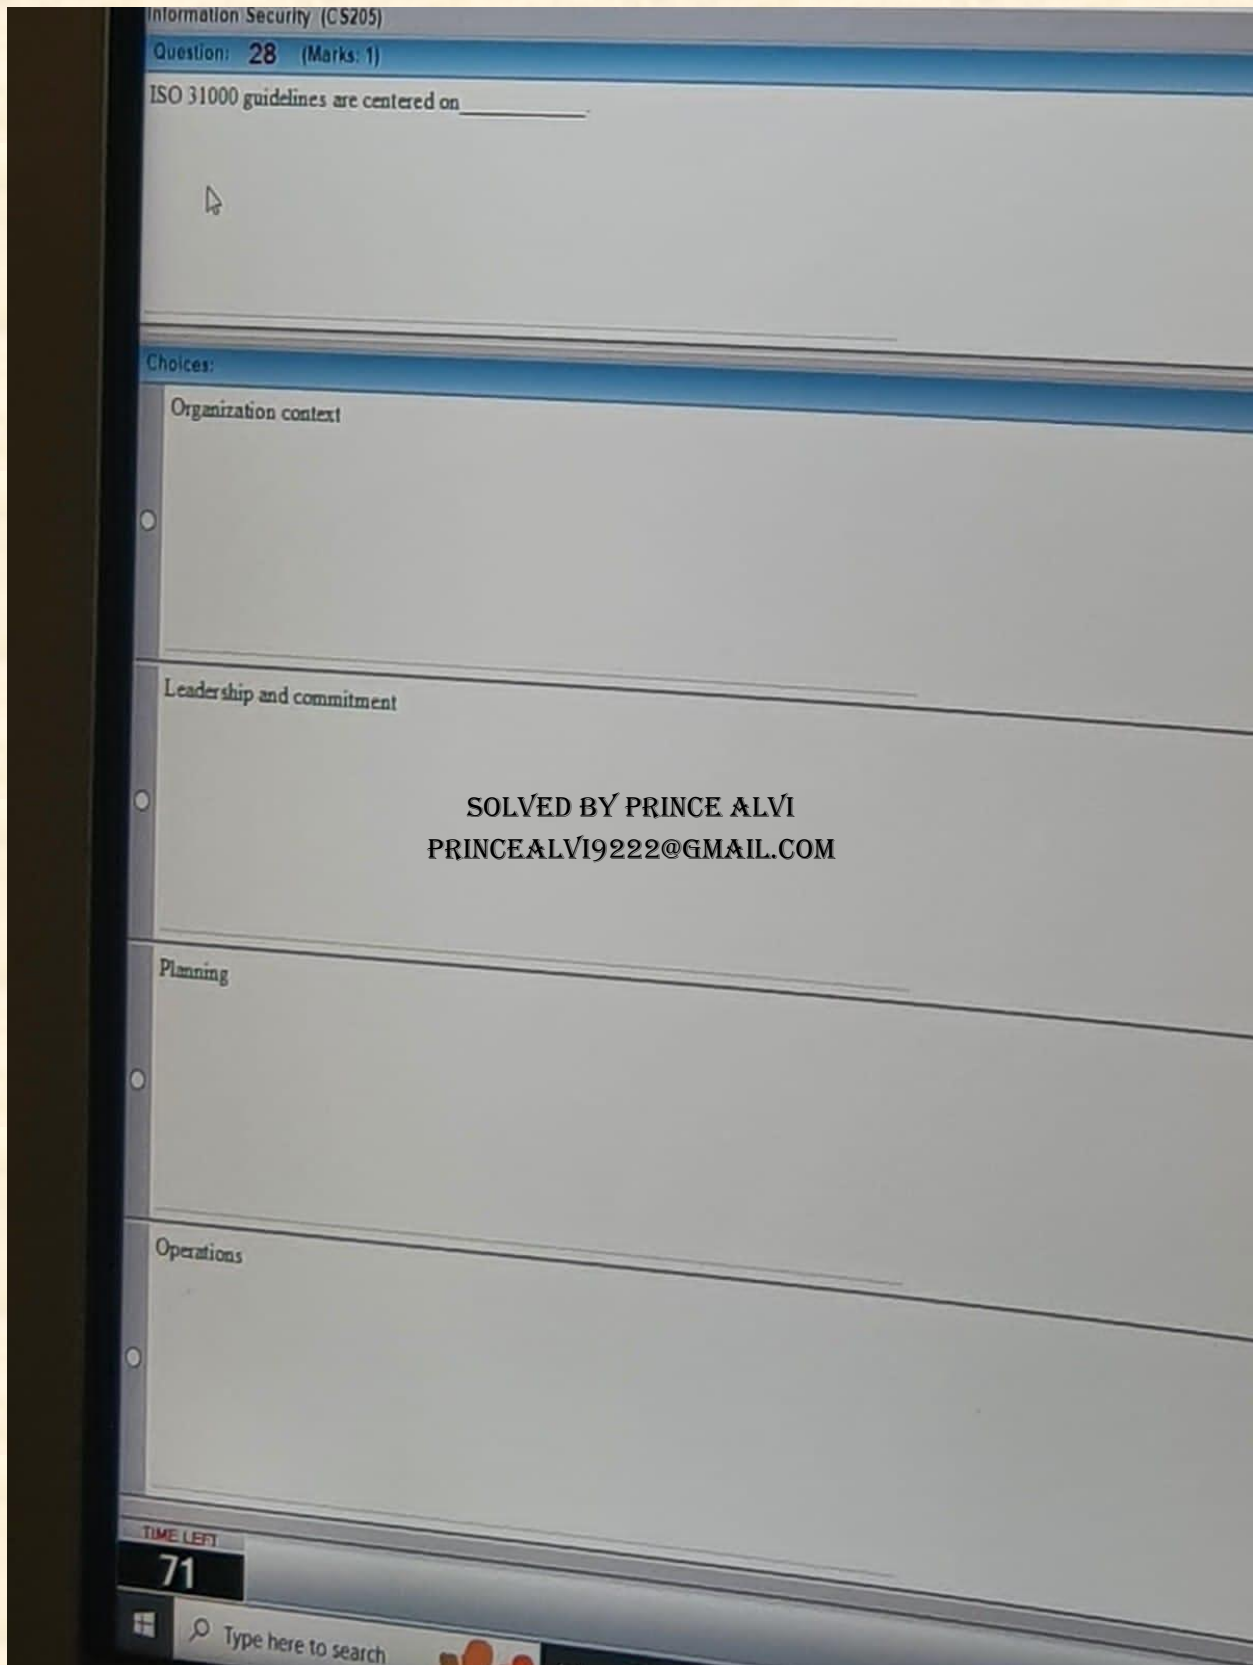 Information Security (CS205)
Question: 28 (Marks: 1)
ISO 31000 guidelines are centered on____________.
Choices:
Organization context
Leadership and commitment
SOLVED BY PRINCE ALVI
PRINCEALVI9222@GMAIL.COM
Planning
Operations
TIME LEFT
71
Type here to search